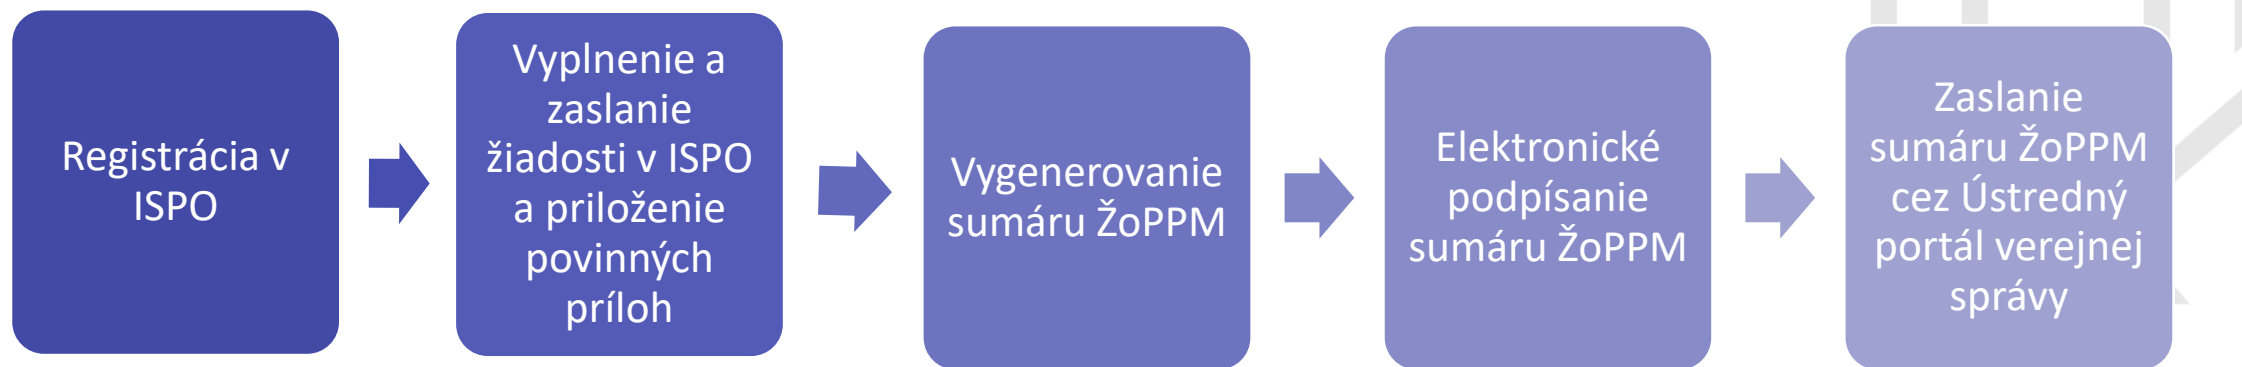 Registrácia v
ISPO
Vyplnenie a
zaslanie
žiadosti v ISPO
a priloženie
povinných
príloh
Vygenerovanie
sumáru ŽoPPM
Elektronické
podpísanie
sumáru ŽoPPM
Zaslanie
sumáru ŽoPPM
cez Ústredný
portál verejnej
správy